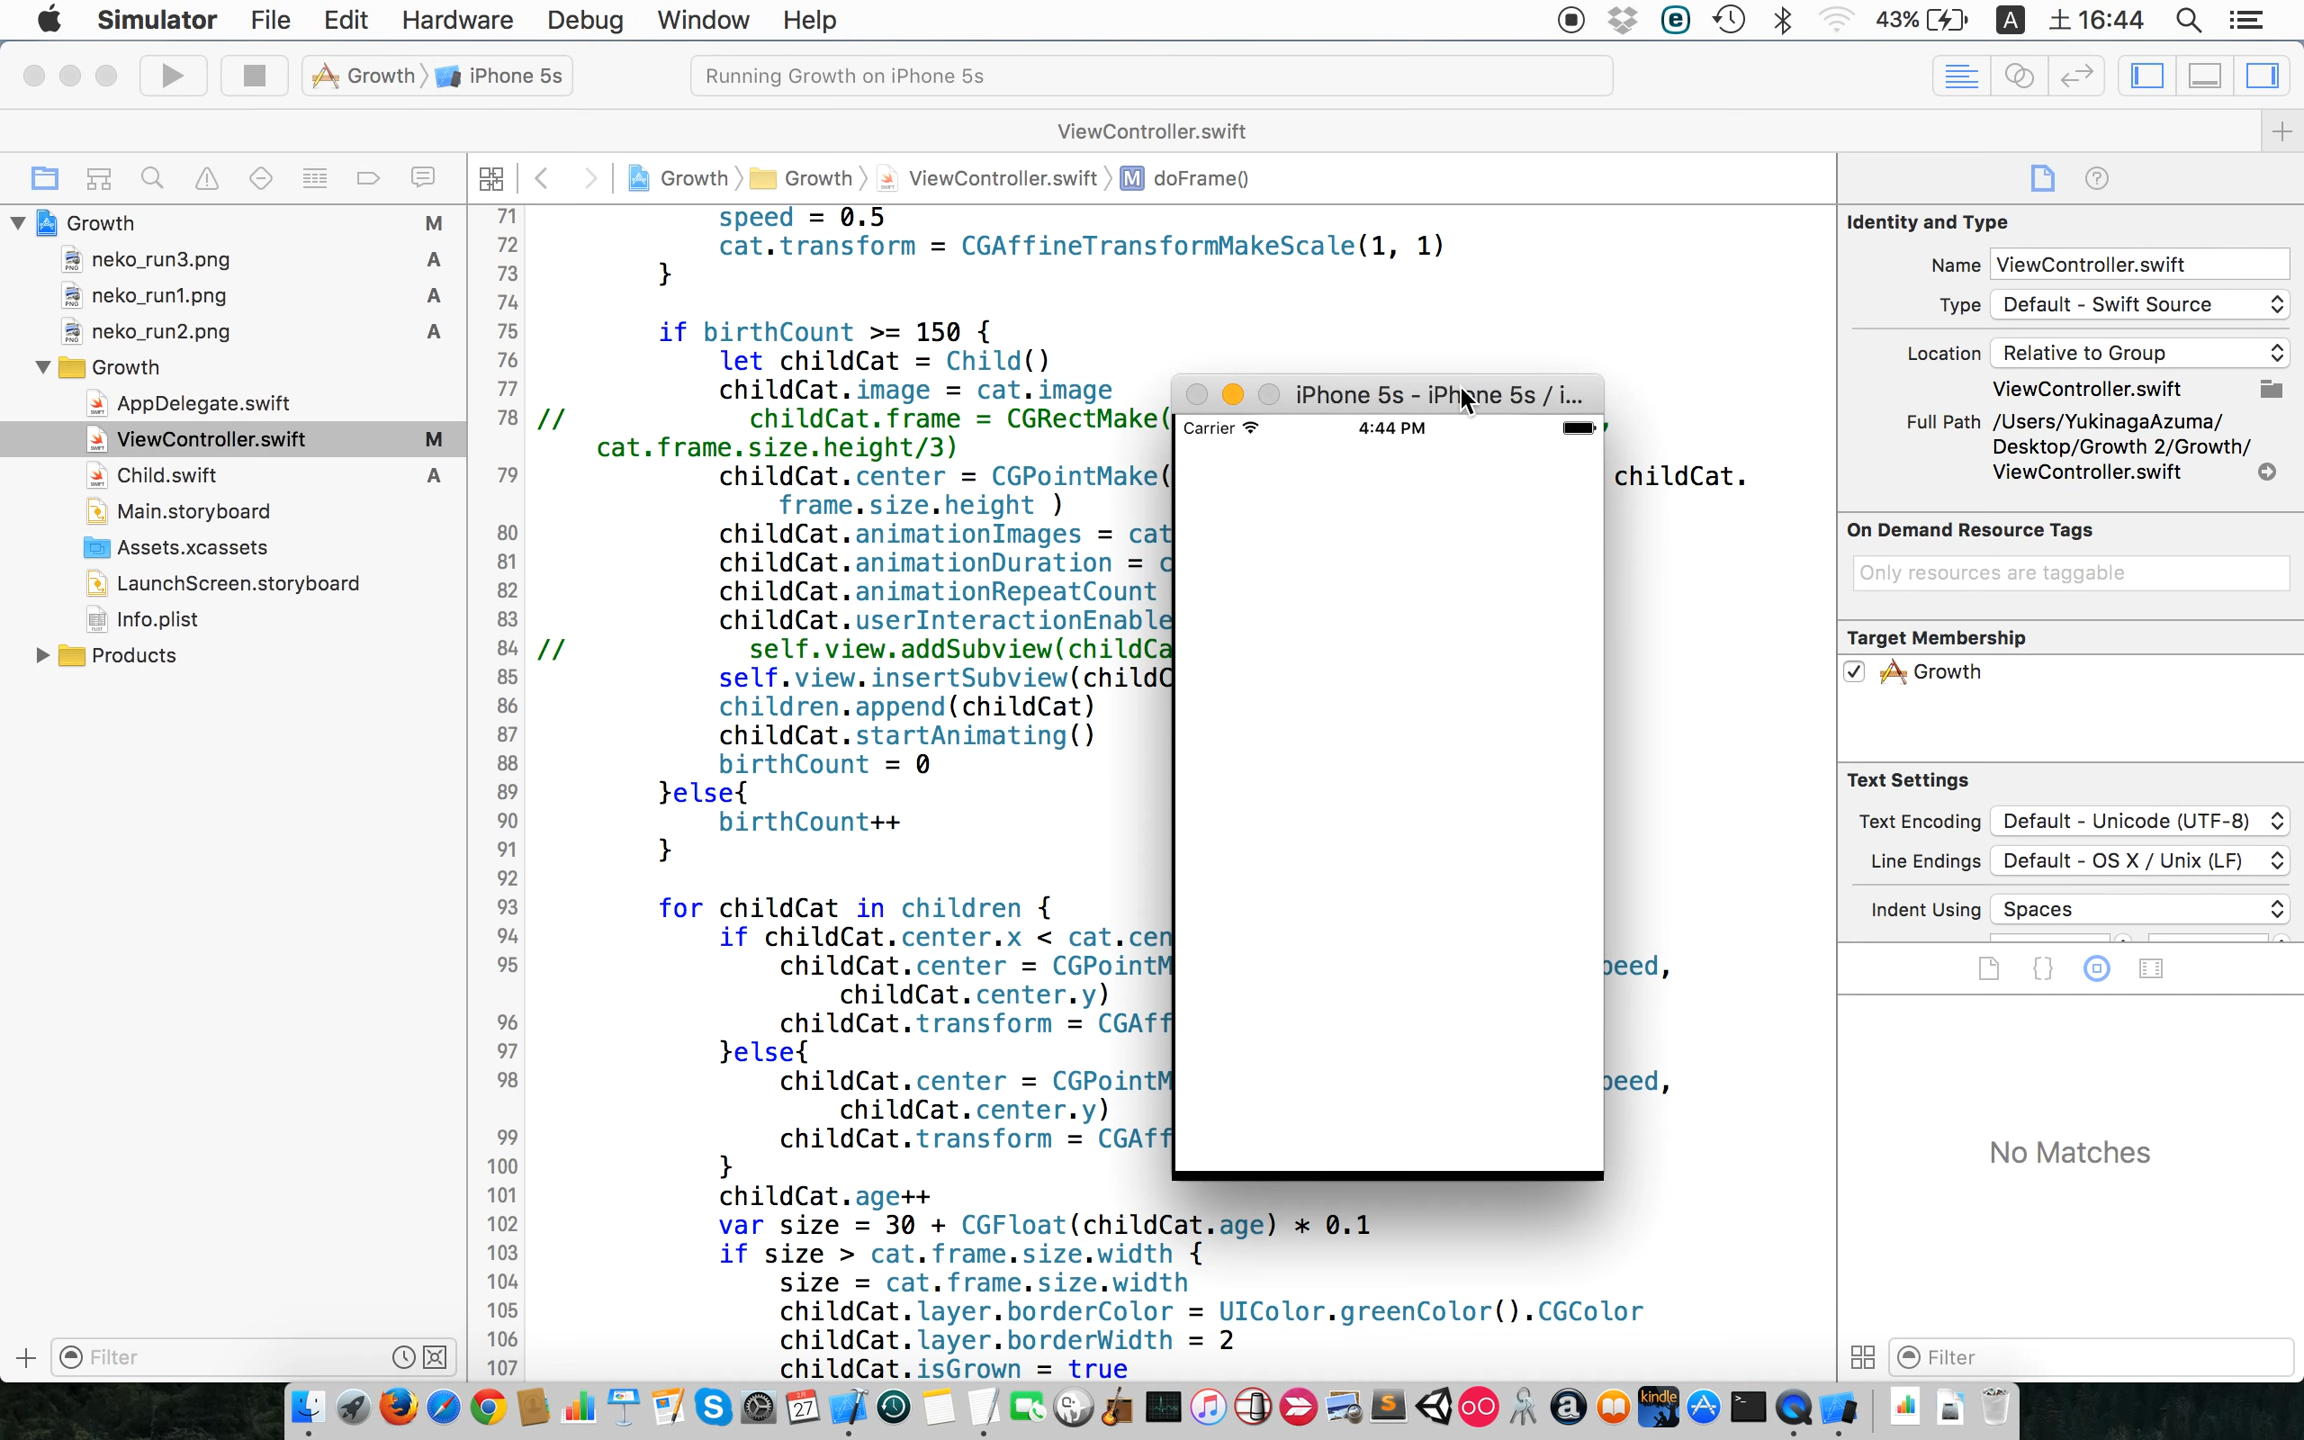 Simulator File Edit Hardware Debug Window Help 43% A 土 16:44
Growth iPhone 5s Running Growth on iPhone 5s
ViewController.swift
Growth Growth ViewController.swift M doFrame()
Growth M
neko_run3.png A
neko_run1.png A
neko_run2.png A
Growth
AppDelegate.swift
ViewController.swift M
Child.swift A
Main.storyboard
Assets.xcassets
LaunchScreen.storyboard
Info.plist
Products
Filter
71 speed = 0.5
72 cat.transform = CGAffineTransformMakeScale(1, 1)
73 }
74
75 if birthCount >= 150 {
76 let childCat = Child()
77 childCat.image = cat.image
78 // childCat.frame = CGRectMake( ,
cat.frame.size.height/3)
79 childCat.center = CGPointMake( childCat.
frame.size.height )
80 childCat.animationImages = cat
81 childCat.animationDuration = c
82 childCat.animationRepeatCount
83 childCat.userInteractionEnable
84 // self.view.addSubview(childCa
85 self.view.insertSubview(childC
86 children.append(childCat)
87 childCat.startAnimating()
88 birthCount = 0
89 }else{
90 birthCount++
91 }
92
93 for childCat in children {
94 if childCat.center.x < cat.cen
95 childCat.center = CGPointM peed,
childCat.center.y)
96 childCat.transform = CGAff
97 }else{
98 childCat.center = CGPointM peed,
childCat.center.y)
99 childCat.transform = CGAff
100 }
101 childCat.age++
102 var size = 30 + CGFloat(childCat.age) * 0.1
103 if size > cat.frame.size.width {
104 size = cat.frame.size.width
105 childCat.layer.borderColor = UIColor.greenColor().CGColor
106 childCat.layer.borderWidth = 2
107 childCat.isGrown = true
iPhone 5s - iPhone 5s / i...
Carrier 4:44 PM
Identity and Type
Name ViewController.swift
Type Default - Swift Source
Location Relative to Group
ViewController.swift
Full Path /Users/YukinagaAzuma/
Desktop/Growth 2/Growth/
ViewController.swift
On Demand Resource Tags
Only resources are taggable
Target Membership
Growth
Text Settings
Text Encoding Default - Unicode (UTF-8)
Line Endings Default - OS X / Unix (LF)
Indent Using Spaces
No Matches
Filter
27
kindle